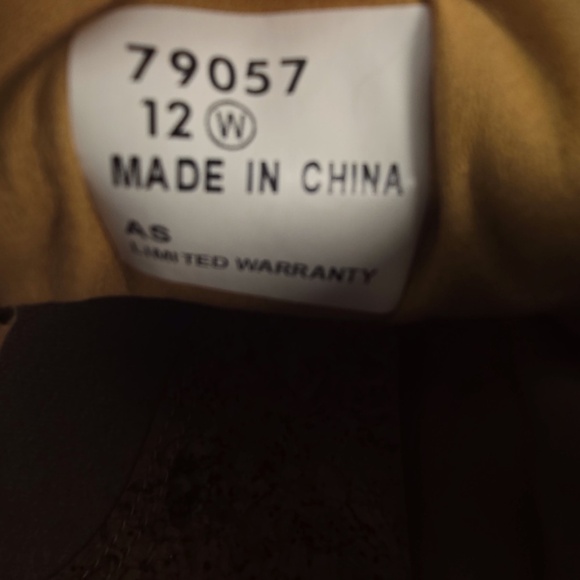 79057
12 W
MADE IN CHINA
AS
LIMITED WARRANTY